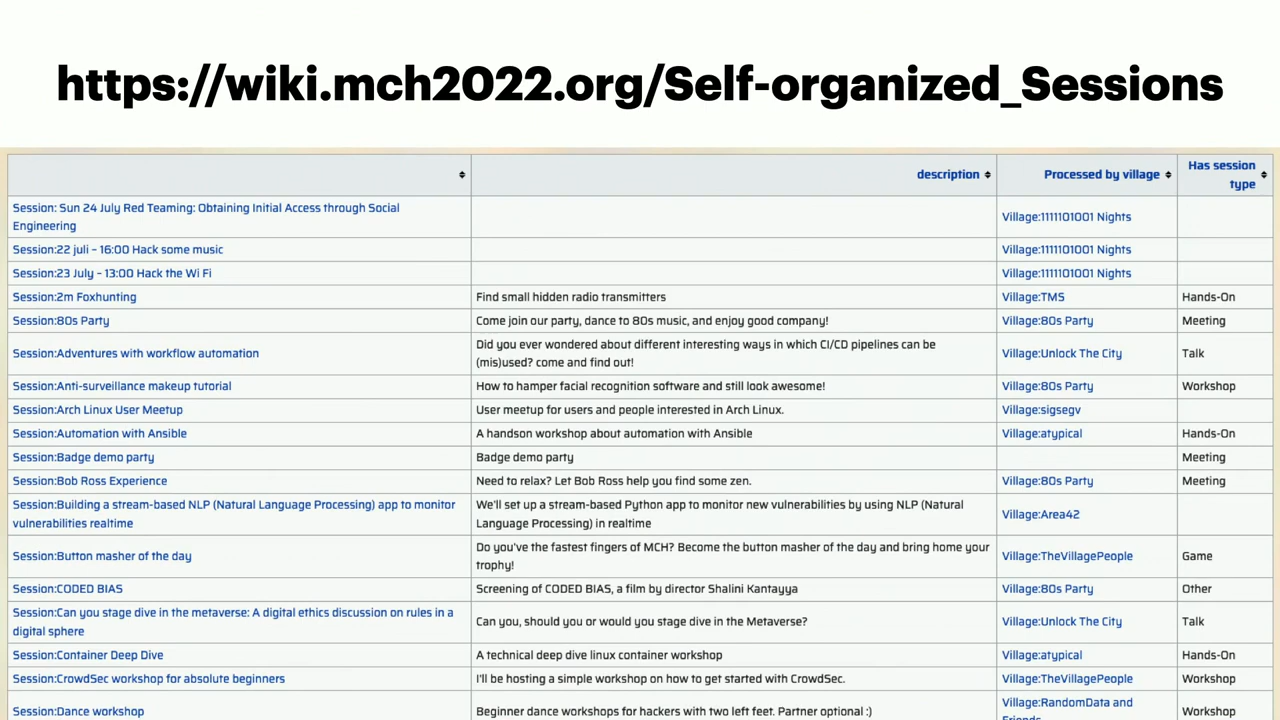 https://wiki.mch2022.org/Self-organized_Sessions
description Processed by village Has session
type
Session: Sun 24 July Red Teaming: Obtaining Initial Access through Social
Engineering
Village:1111101001 Nights
Session:22 juli – 16:00 Hack some music Village:1111101001 Nights
Session:23 July – 13:00 Hack the Wi Fi Village:1111101001 Nights
Session:2m Foxhunting Find small hidden radio transmitters Village:TMS Hands-On
Session:80s Party Come join our party, dance to 80s music, and enjoy good company! Village:80s Party Meeting
Session:Adventures with workflow automation Did you ever wondered about different interesting ways in which CI/CD pipelines can be
(mis)used? come and find out! Village:Unlock The City Talk
Session:Anti-surveillance makeup tutorial How to hamper facial recognition software and still look awesome! Village:80s Party Workshop
Session:Arch Linux User Meetup User meetup for users and people interested in Arch Linux. Village:sigsegv
Session:Automation with Ansible A handson workshop about automation with Ansible Village:atypical Hands-On
Session:Badge demo party Badge demo party Meeting
Session:Bob Ross Experience Need to relax? Let Bob Ross help you find some zen. Village:80s Party Meeting
Session:Building a stream-based NLP (Natural Language Processing) app to monitor
vulnerabilities realtime
We'll set up a stream-based Python app to monitor new vulnerabilities by using NLP (Natural
Language Processing) in realtime
Village:Area42
Session:Button masher of the day Do you've the fastest fingers of MCH? Become the button masher of the day and bring home your
trophy! Village:TheVillagePeople Game
Session:CODED BIAS Screening of CODED BIAS, a film by director Shalini Kantayya Village:80s Party Other
Session:Can you stage dive in the metaverse: A digital ethics discussion on rules in a
digital sphere
Can you, should you or would you stage dive in the Metaverse? Village:Unlock The City Talk
Session:Container Deep Dive A technical deep dive linux container workshop Village:atypical Hands-On
Session:CrowdSec workshop for absolute beginners I'll be hosting a simple workshop on how to get started with CrowdSec. Village:TheVillagePeople Workshop
Session:Dance workshop Beginner dance workshops for hackers with two left feet. Partner optional :) Village:RandomData and
Friends Workshop